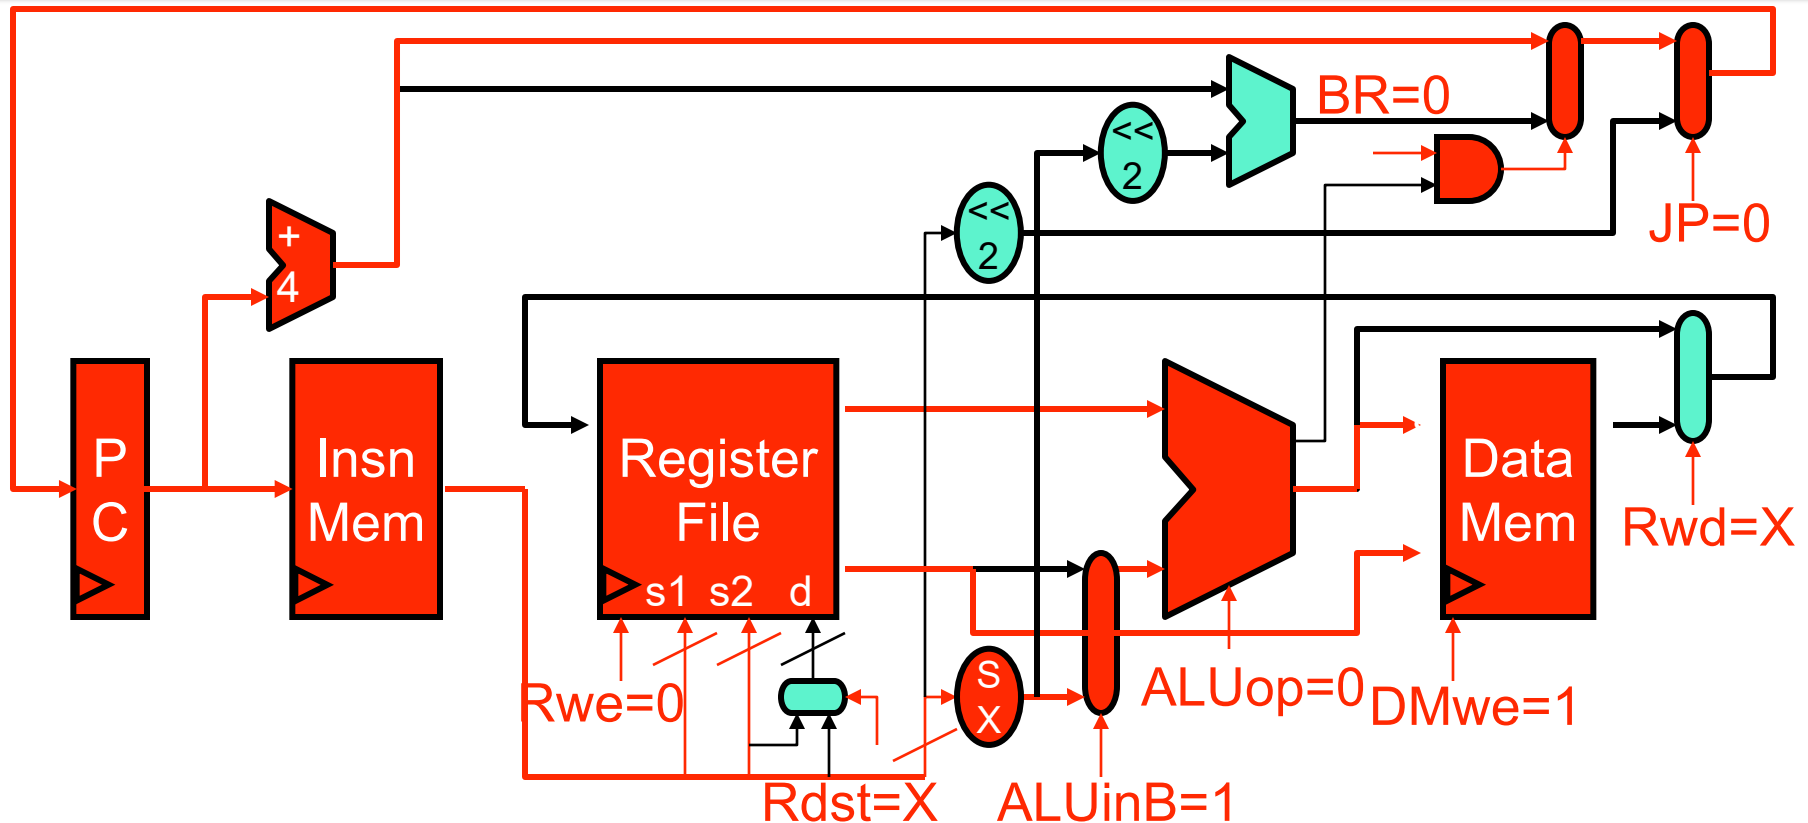 BR=0
<<
2
<<
2
JP=0
+
4
P
C
Insn
Mem
Register
File
s1 s2 d
Data
Mem
Rwd=X
S
X
Rwe=0
ALUop=0
DMwe=1
Rdst=X
ALUinB=1